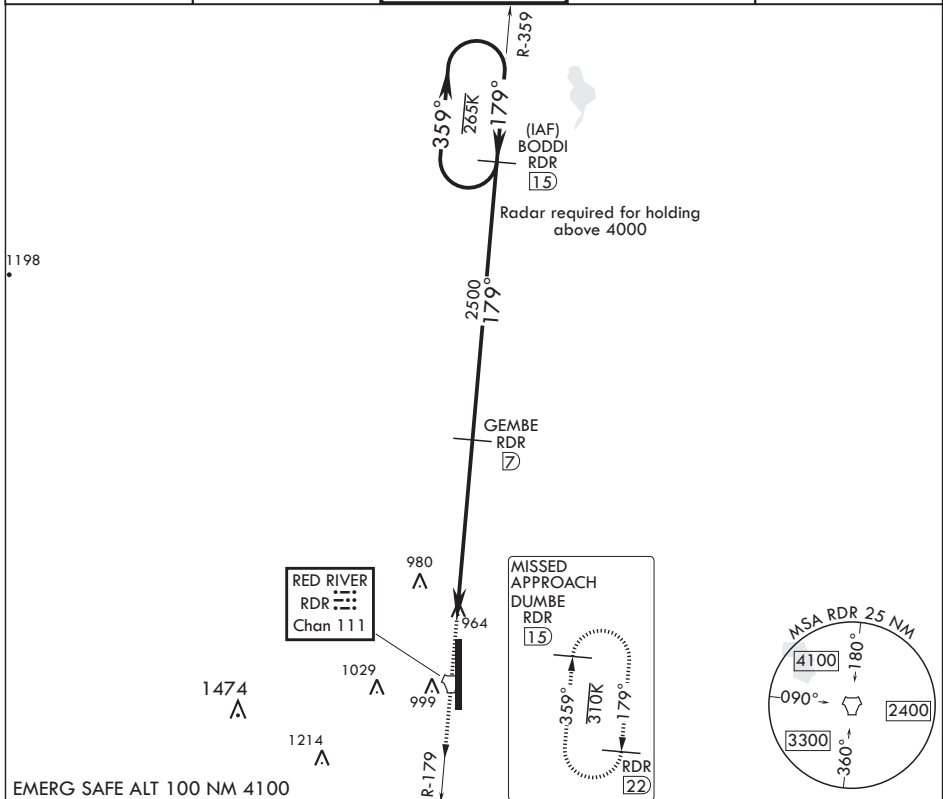 R-359
359°
265K
179°
(IAF)
BODDI
RDR
15
Radar required for holding
above 4000
1198
2500
179°
GEMBE
RDR
7
980
RED RIVER
RDR
Chan 111
964
MISSED
APPROACH
DUMBE
RDR
15
359°
310K
179°
RDR
22
1029
999
1474
1214
R-179
MSA RDR 25 NM
4100
180°
090°
2400
3300
360°
EMERG SAFE ALT 100 NM 4100